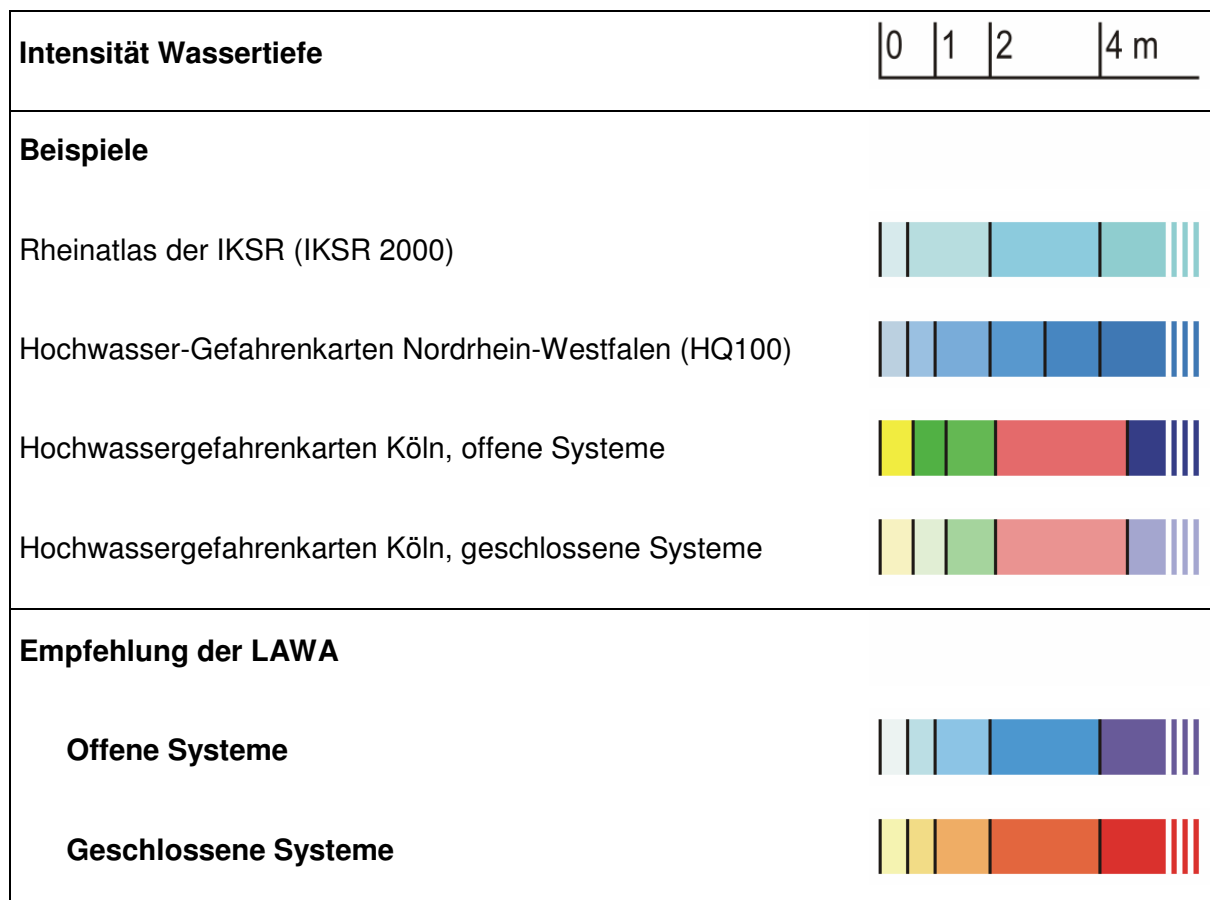 Intensität Wassertiefe
0 1 2 4 m
Beispiele
Rheinatlas der IKSR (IKSR 2000)
Hochwasser-Gefahrenkarten Nordrhein-Westfalen (HQ100)
Hochwassergefahrenkarten Köln, offene Systeme
Hochwassergefahrenkarten Köln, geschlossene Systeme
Empfehlung der LAWA
Offene Systeme
Geschlossene Systeme